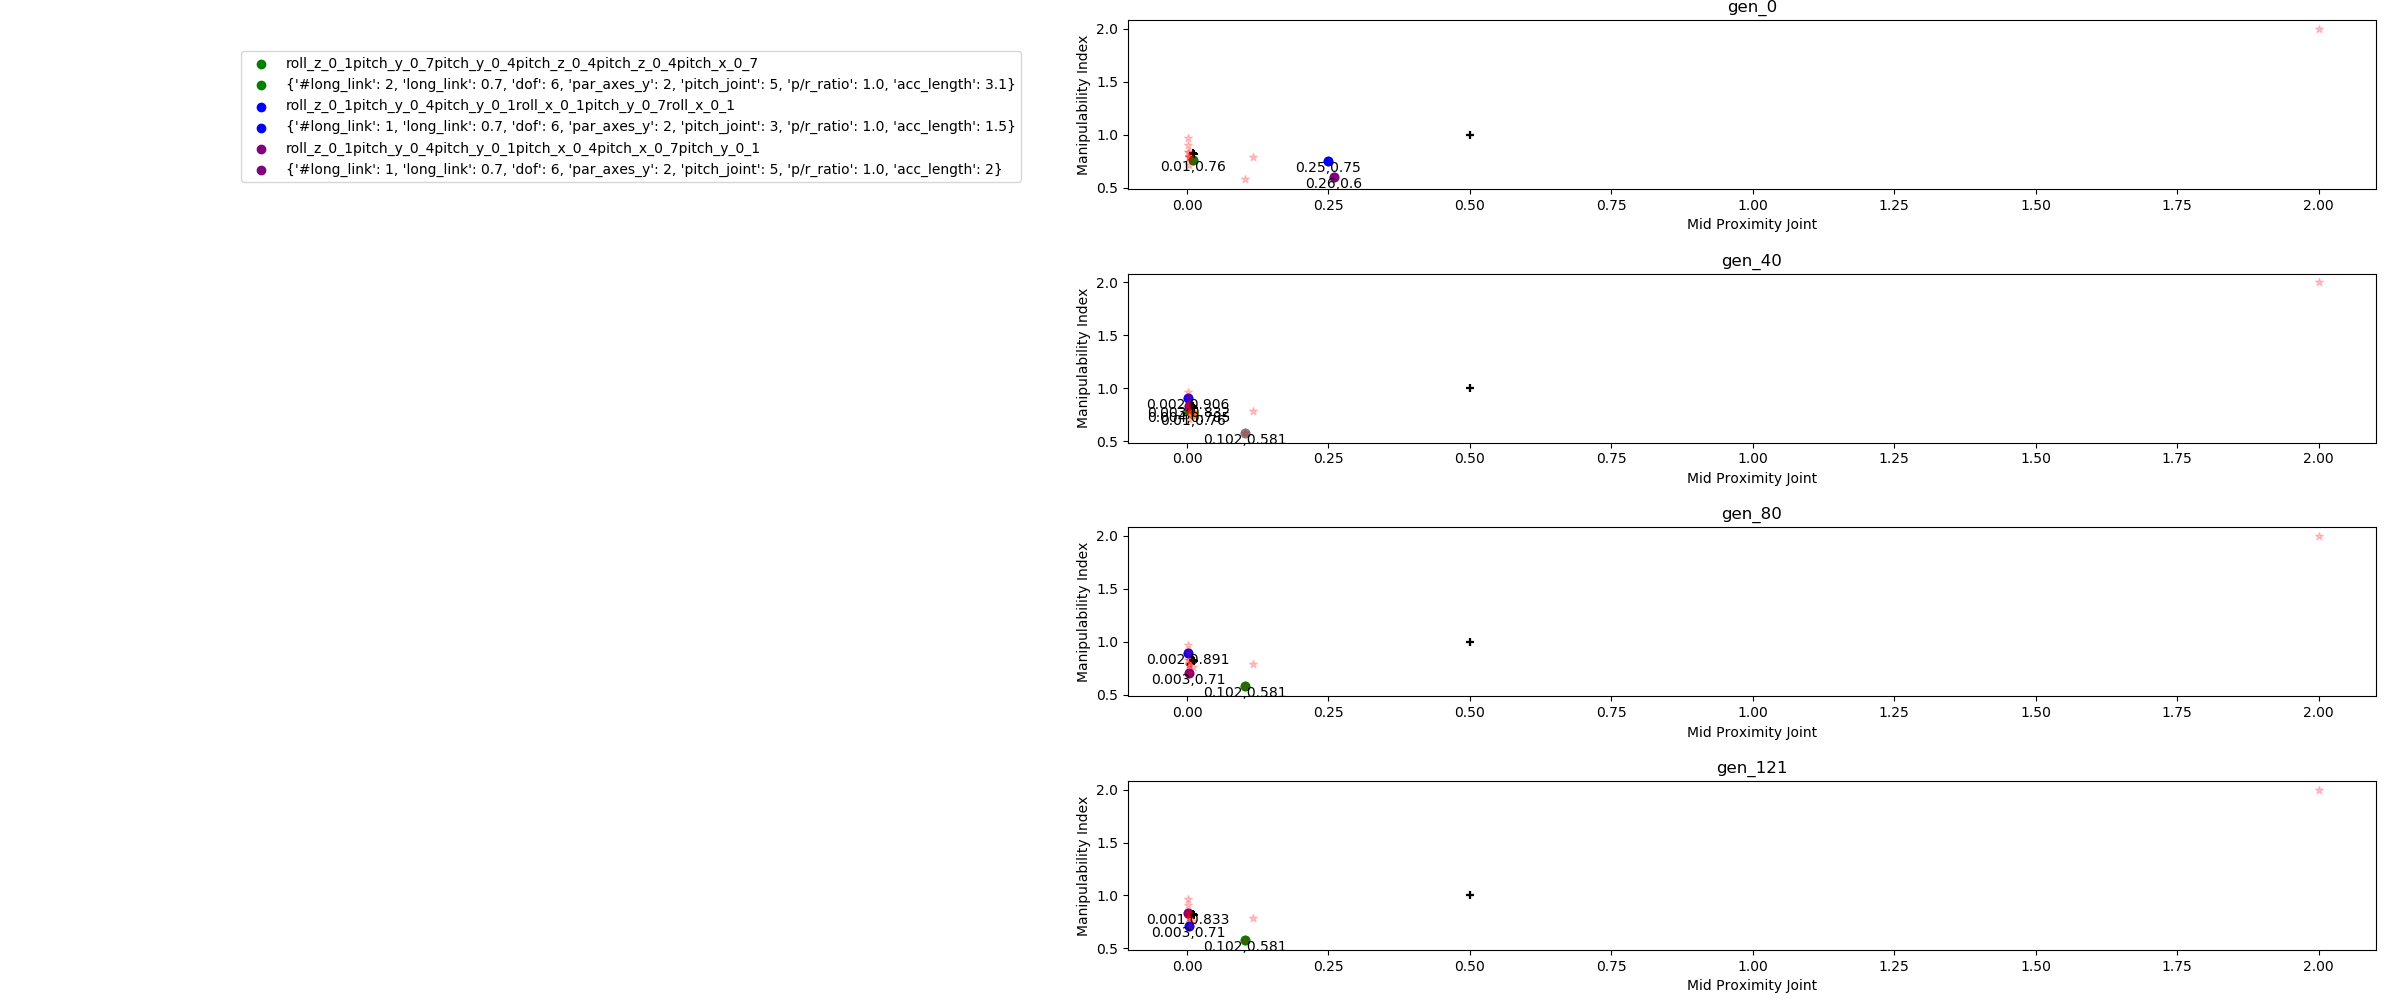 roll_z_0_1pitch_y_0_7pitch_y_0_4pitch_z_0_4pitch_z_0_4pitch_x_0_7
{'#long_link': 2, 'long_link': 0.7, 'dof': 6, 'par_axes_y': 2, 'pitch_joint': 5, 'p/r_ratio': 1.0, 'acc_length': 3.1}
roll_z_0_1pitch_y_0_4pitch_y_0_1roll_x_0_1pitch_y_0_7roll_x_0_1
{'#long_link': 1, 'long_link': 0.7, 'dof': 6, 'par_axes_y': 2, 'pitch_joint': 3, 'p/r_ratio': 1.0, 'acc_length': 1.5}
roll_z_0_1pitch_y_0_4pitch_y_0_1pitch_x_0_4pitch_x_0_7pitch_y_0_1
{'#long_link': 1, 'long_link': 0.7, 'dof': 6, 'par_axes_y': 2, 'pitch_joint': 5, 'p/r_ratio': 1.0, 'acc_length': 2}
gen_0
Manipulability Index
2.0
1.5
1.0
0.5
0.01,0.76
0.25,0.75
0.26,0.6
0.00 0.25 0.50 0.75 1.00 1.25 1.50 1.75 2.00
Mid Proximity Joint
gen_40
Manipulability Index
2.0
1.5
1.0
0.5
0.002,0.906
0.01,0.76
0.102,0.581
0.00 0.25 0.50 0.75 1.00 1.25 1.50 1.75 2.00
Mid Proximity Joint
gen_80
Manipulability Index
2.0
1.5
1.0
0.5
0.002,0.891
0.003,0.71
0.102,0.581
0.00 0.25 0.50 0.75 1.00 1.25 1.50 1.75 2.00
Mid Proximity Joint
gen_121
Manipulability Index
2.0
1.5
1.0
0.5
0.001,0.833
0.003,0.71
0.102,0.581
0.00 0.25 0.50 0.75 1.00 1.25 1.50 1.75 2.00
Mid Proximity Joint